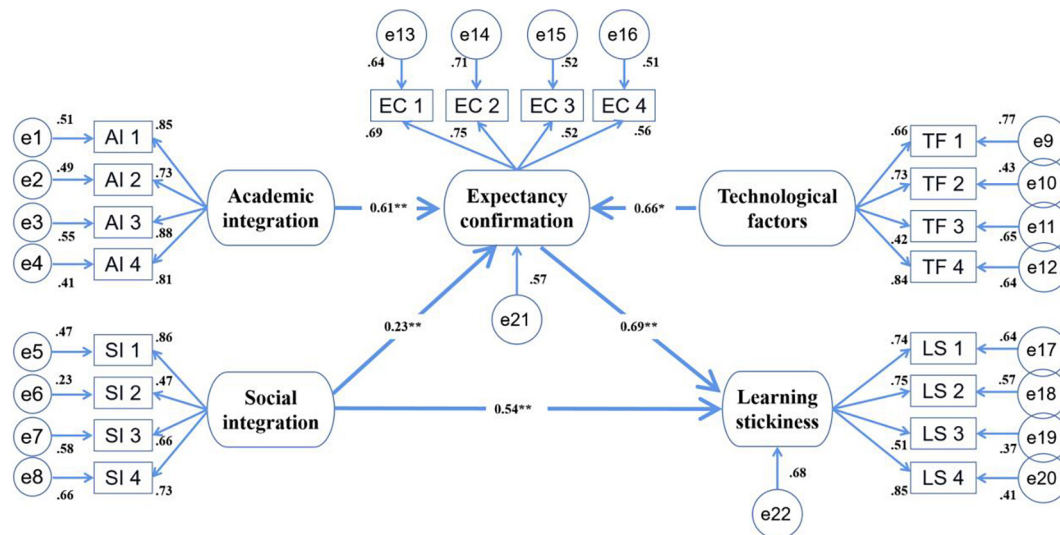 e13
e14
e15
e16
.64
.71
.52
.51
EC 1
EC 2
EC 3
EC 4
.69
.75
.52
.56
e1
.51
AI 1
.85
e2
.49
AI 2
.73
e3
.55
AI 3
.88
e4
.41
AI 4
.81
Academic
integration
0.61**
Expectancy
confirmation
0.66*
Technological
factors
.66
TF 1
.77
e9
.73
TF 2
.43
e10
.42
TF 3
.65
e11
.84
TF 4
.64
e12
.57
e21
0.23**
0.69**
e5
.47
SI 1
.86
e6
.23
SI 2
.47
e7
.58
SI 3
.66
e8
.66
SI 4
.73
Social
integration
0.54**
Learning
stickiness
.74
LS 1
.64
e17
.75
LS 2
.57
e18
.51
LS 3
.37
e19
.85
LS 4
.41
e20
.68
e22